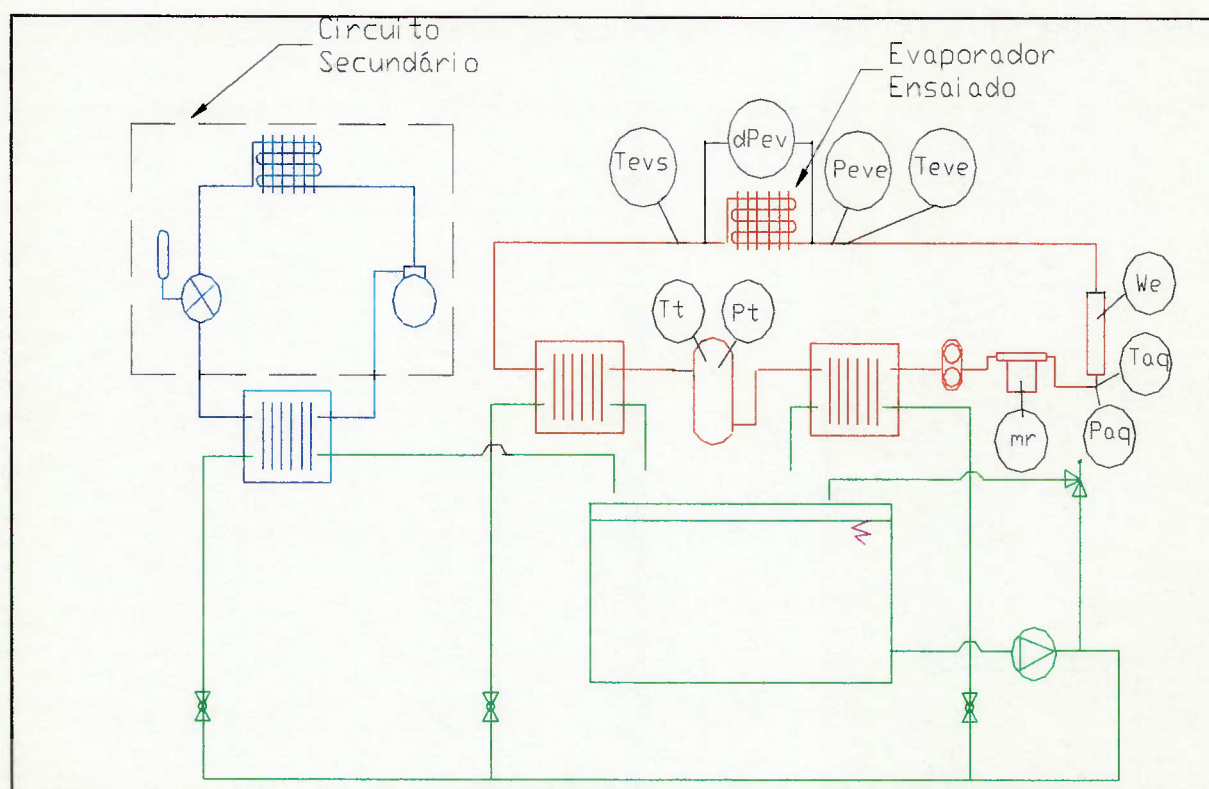 Circuito
Secundário
Evaporador
Ensaiado
Tevs
dPev
Peve
Teve
We
Tt
Pt
Taq
mr
Paq